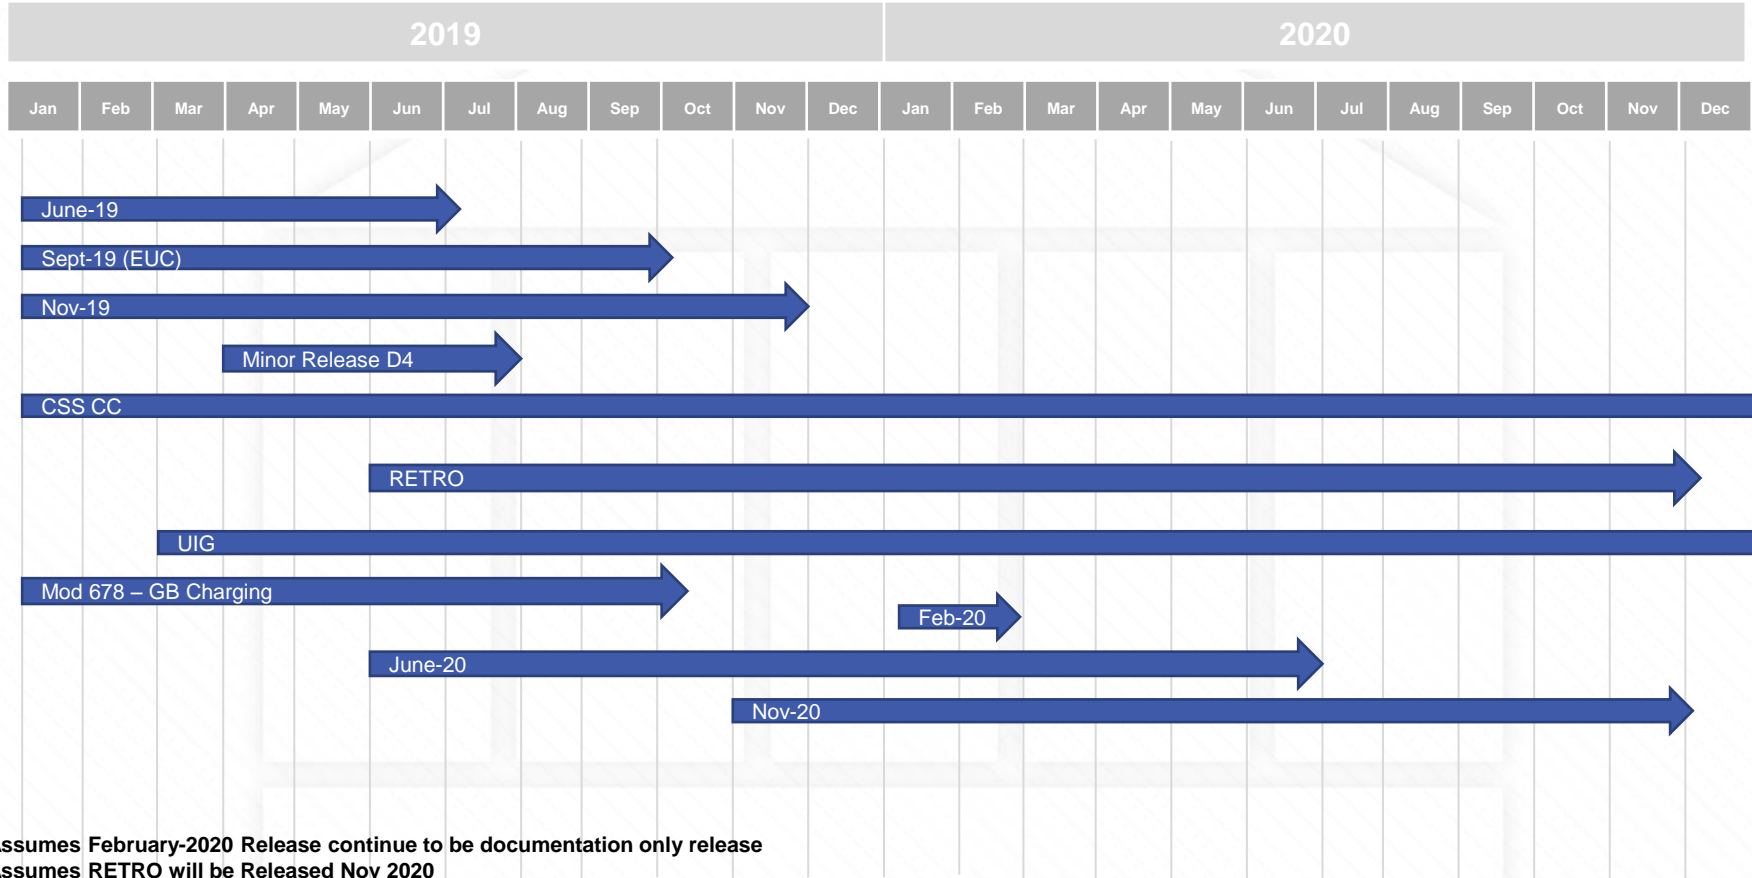 2019 2020
Jan Feb Mar Apr May Jun Jul Aug Sep Oct Nov Dec Jan Feb Mar Apr May Jun Jul Aug Sep Oct Nov Dec
June-19
Sept-19 (EUC)
Nov-19
Minor Release D4
CSS CC
RETRO
UIG
Mod 678 – GB Charging
Feb-20
June-20
Nov-20
Assumes February-2020 Release continue to be documentation only release
Assumes RETRO will be Released Nov 2020